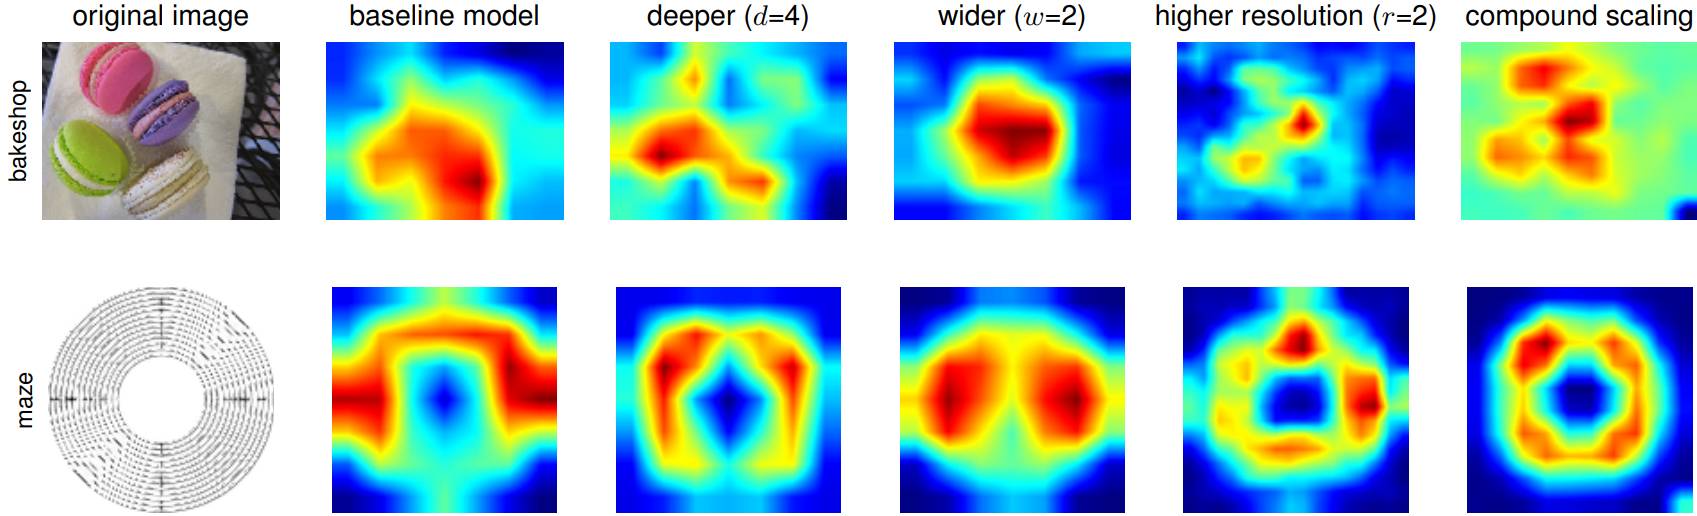 original image baseline model deeper (d=4) wider (w=2) higher resolution (r=2) compound scaling
bakeshop
maze